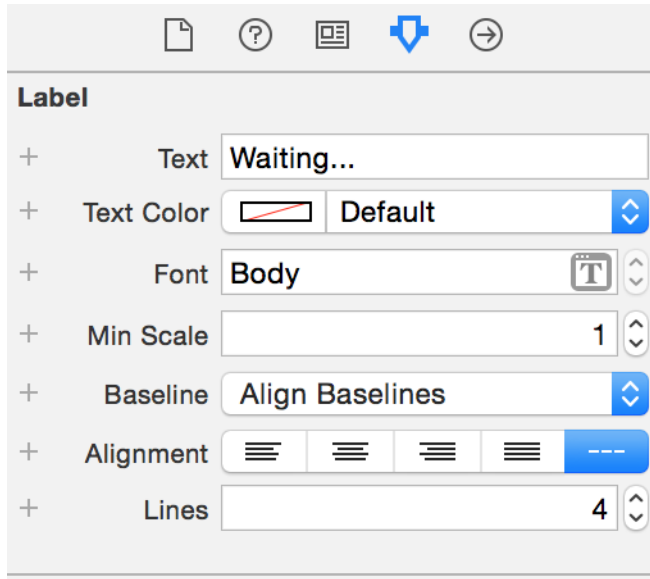 Label
Text Waiting...
Text Color Default
Font Body T
Min Scale 1
Baseline Align Baselines
Alignment ---
Lines 4